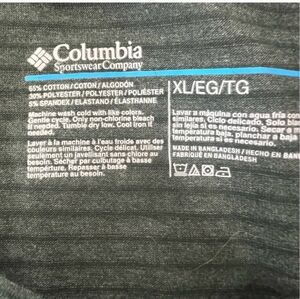 Columbia
Sportswear Company
65% COTTON / COTON / ALGODÓN
30% POLYESTER / POLYESTER / POLIÉSTER
5% SPANDEX / ELASTANO / ÉLASTHANNE
Machine wash cold with like colors.
Gentle cycle. Only non-chlorine bleach
if needed. Tumble dry low. Cool iron if
needed.
Laver à la machine à l'eau froide avec des
couleurs similaires. Cycle délicat. Utiliser
seulement un javellisant sans chlore au
besoin. Sécher par culbutage à basse
température. Repasser à basse
température au besoin.
XL/EG/TG
Lavar a máquina con agua fría con
similares. Ciclo delicado. Solo
sin lejía si es necesario. Secar a
temperatura bajo, planchar a baja
temperatura si es necesario.
MADE IN BANGLADESH / HECHO EN
FABRIQUÉ EN BANGLADESH